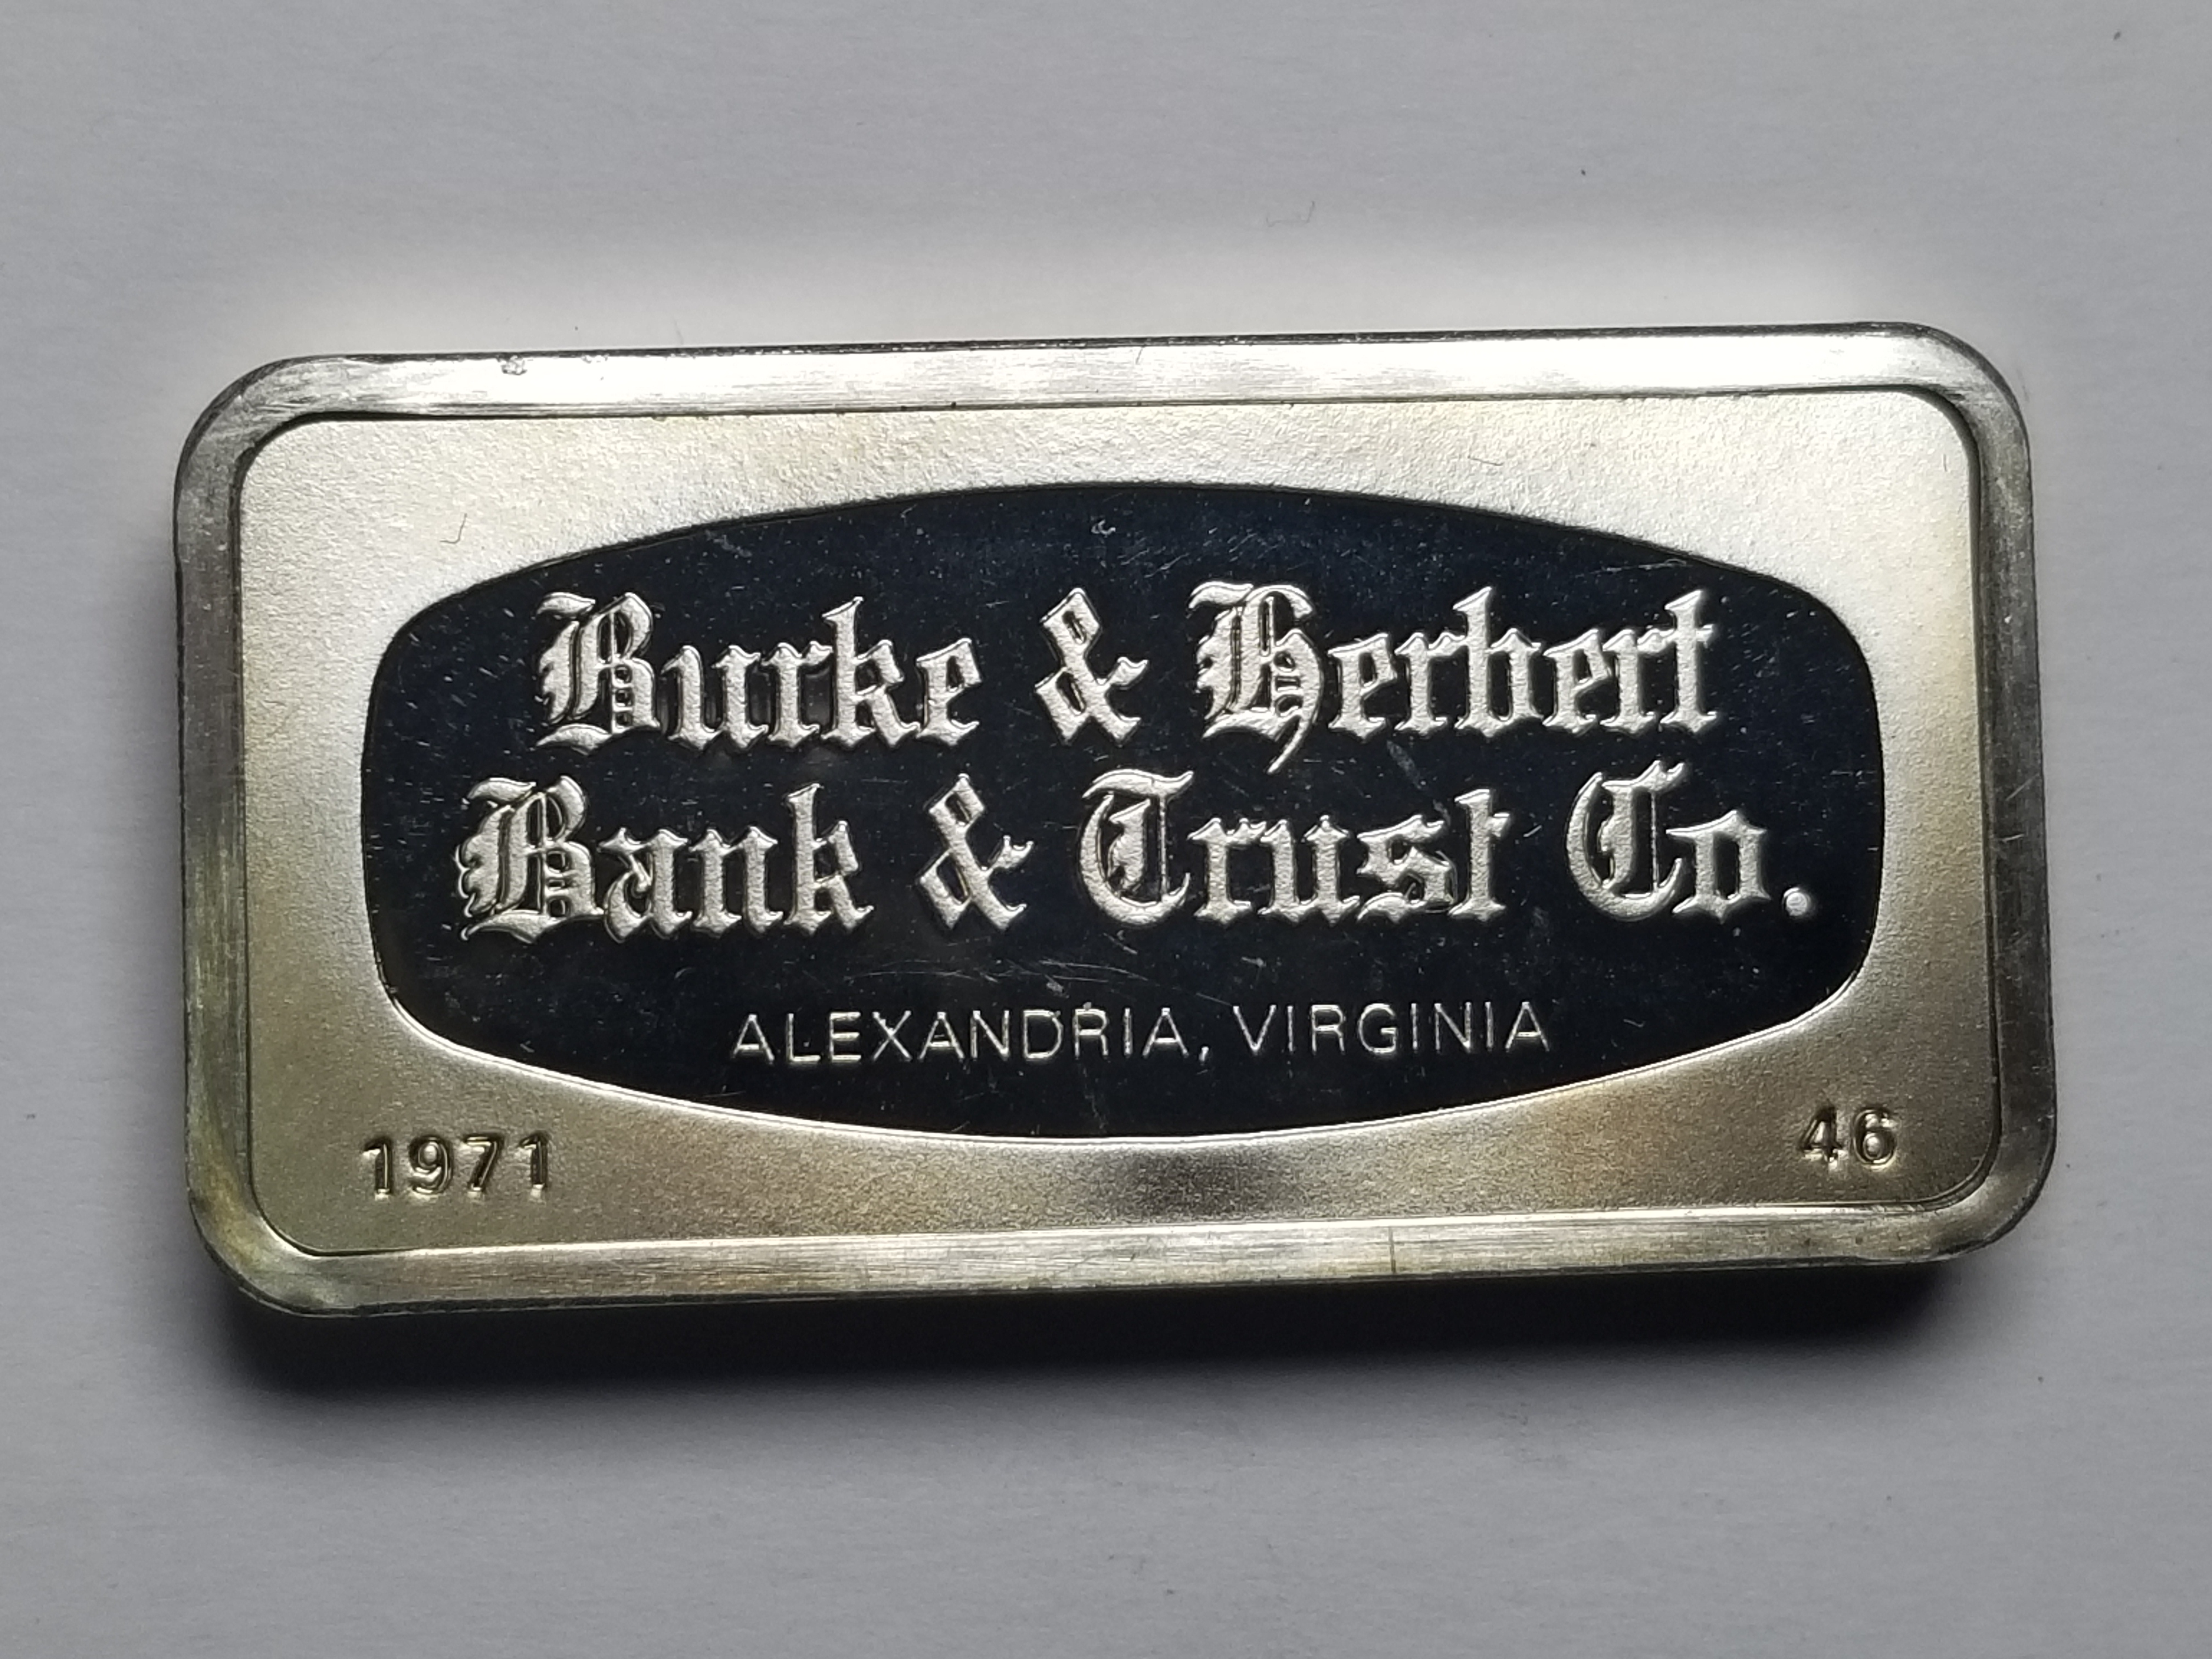 Burke & Herbert
Bank & Trust Co.
ALEXANDRIA, VIRGINIA
1971
46